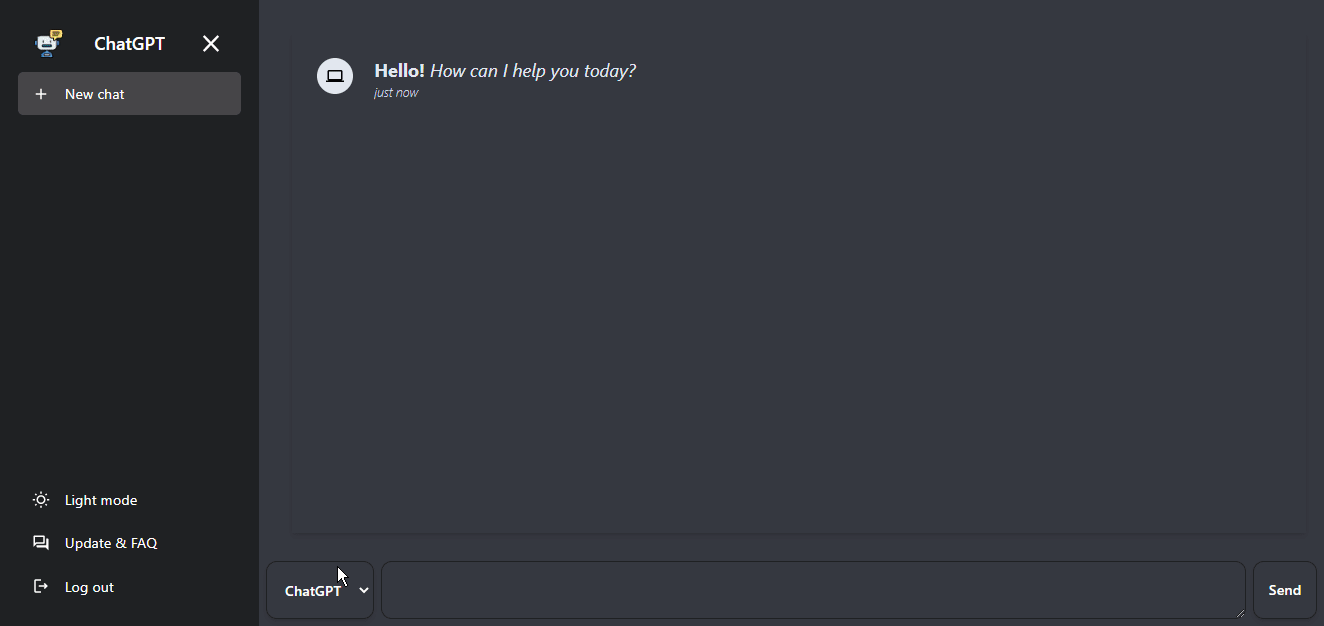 ChatGPT
New chat
Hello! How can I help you today?
just now
Light mode
Update & FAQ
Log out
ChatGPT
Send